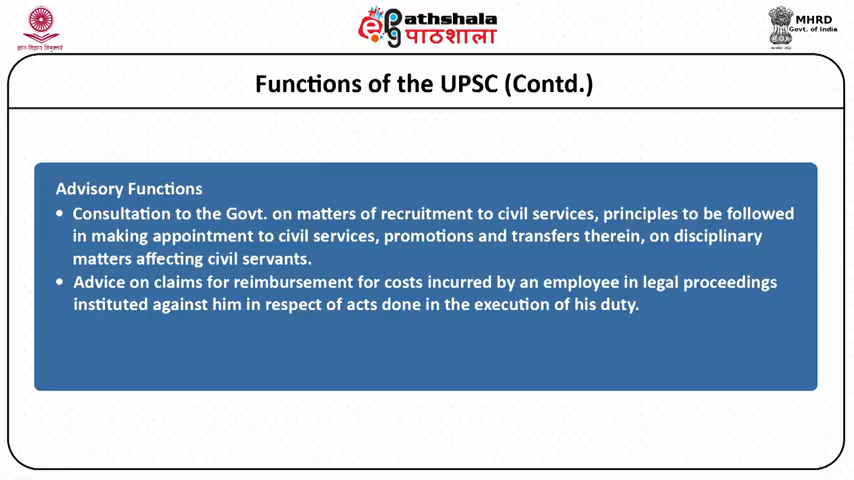 ज्ञान-विज्ञान विमुक्तये
ePathshala
पाठशाला
MHRD
Govt. of India
Functions of the UPSC (Contd.)
Advisory Functions
• Consultation to the Govt. on matters of recruitment to civil services, principles to be followed
in making appointment to civil services, promotions and transfers therein, on disciplinary
matters affecting civil servants.
• Advice on claims for reimbursement for costs incurred by an employee in legal proceedings
instituted against him in respect of acts done in the execution of his duty.